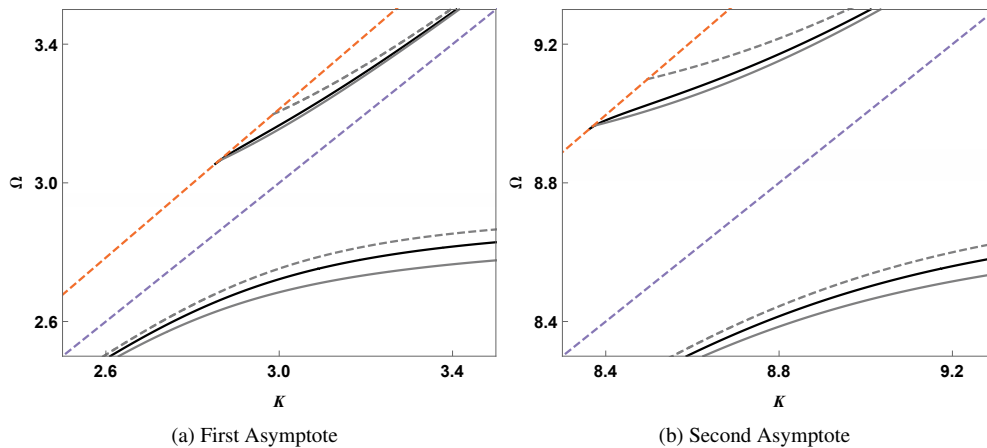 3.4
3.0
2.6
Ω
2.6 3.0 3.4
K
(a) First Asymptote
9.2
8.8
8.4
Ω
8.4 8.8 9.2
K
(b) Second Asymptote